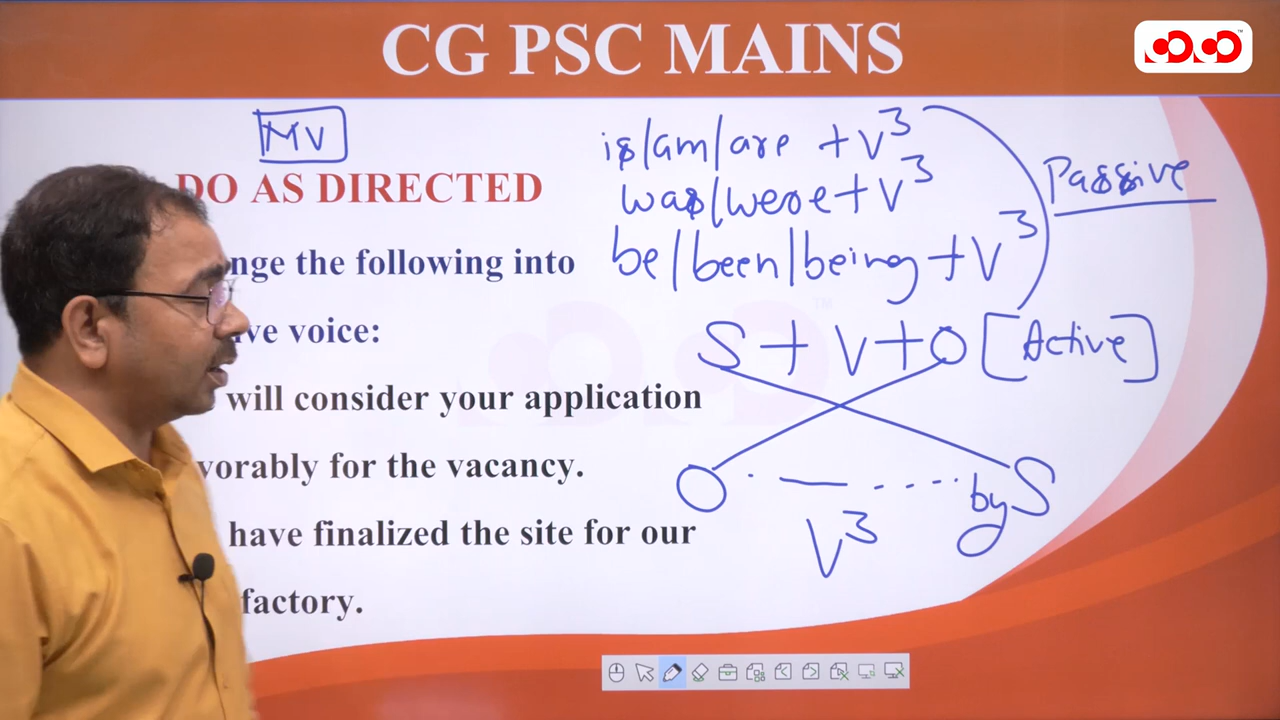 CG PSC MAINS
MV
DO AS DIRECTED
is/am/are + V3
was/were + V3
be/been/being + V3
Passive
nge the following into
ve voice:
S + V + O [Active]
will consider your application
vorably for the vacancy.
O . — - - - - by S
V3
have finalized the site for our
factory.